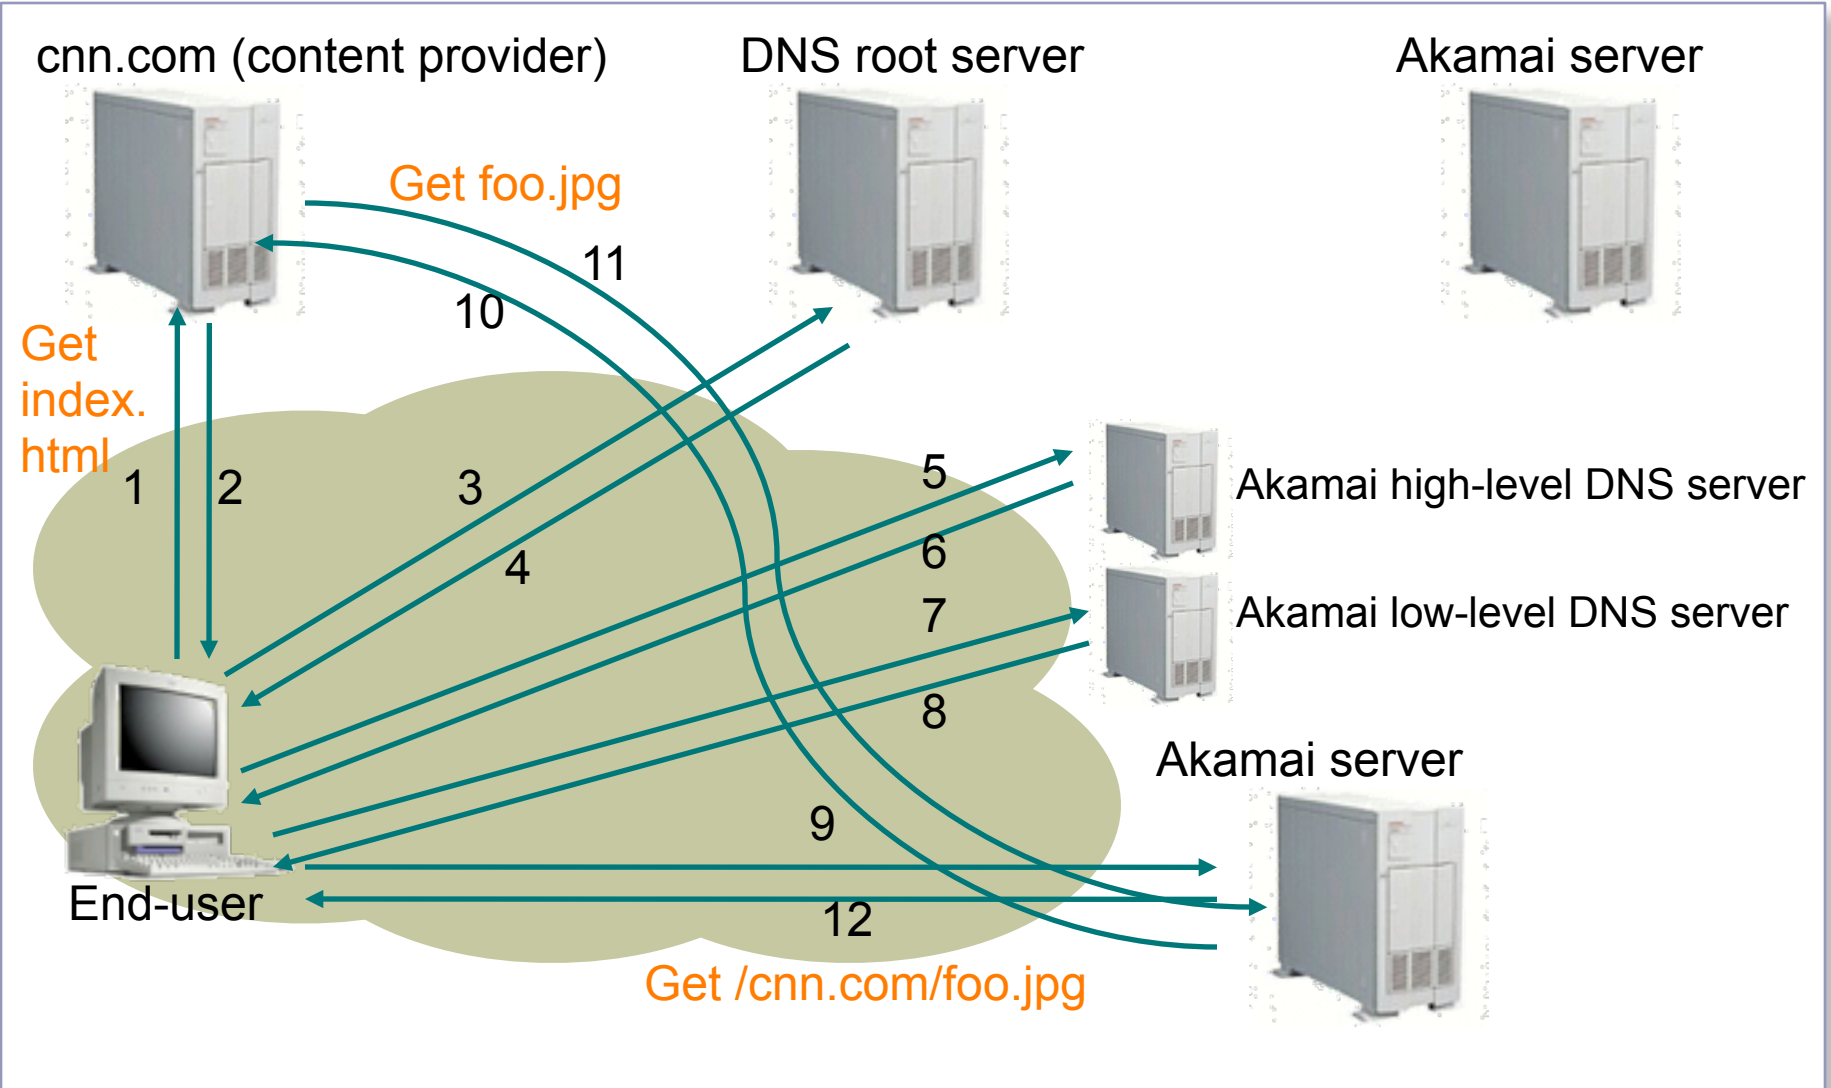 cnn.com (content provider)
DNS root server
Akamai server
Get foo.jpg
11
10
Get
index.
html
1
2
3
4
5
Akamai high-level DNS server
6
7
Akamai low-level DNS server
8
Akamai server
9
End-user
12
Get /cnn.com/foo.jpg